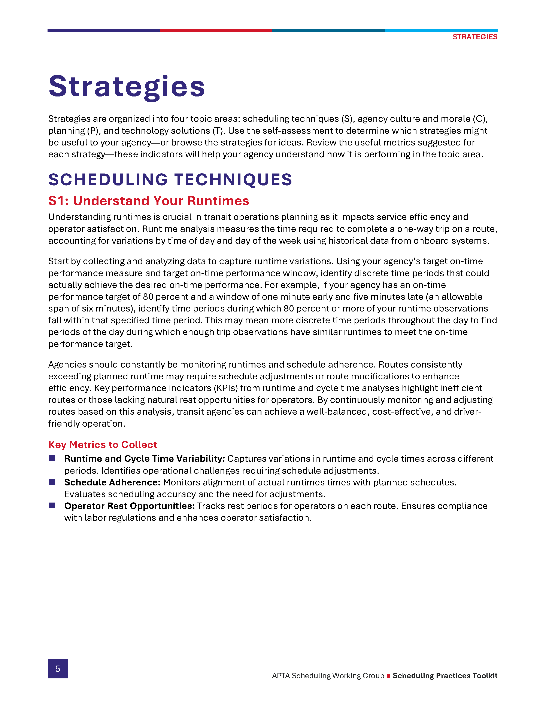 STRATEGIES
Strategies
Strategies are organized into four topic areas: scheduling techniques (S), agency culture and morale (C),
planning (P), and technology solutions (T). Use the self-assessment to determine which strategies might
be useful to your agency—or browse the strategies for ideas. Review the useful metrics suggested for
each strategy—these indicators will help your agency understand how it is performing in the topic area.
SCHEDULING TECHNIQUES
S1: Understand Your Runtimes
Understanding runtimes is crucial in transit operations planning as it impacts service efficiency and
operator satisfaction. Runtime analysis measures the time required to complete a one-way trip on a route,
accounting for variations by time of day and day of the week using historical data from onboard systems.
Start by collecting and analyzing data to capture runtime variations. Using your agency's target on-time
performance measure and target on-time performance window, identify discrete time periods that could
actually achieve the desired on-time performance. For example, if your agency has an on-time
performance target of 80 percent and a window of one minute early and five minutes late (an allowable
span of six minutes), identify time periods during which 80 percent or more of your runtime observations
fall within that specified time period. This may mean more discrete time periods throughout the day to find
periods of the day during which enough trip observations have similar runtimes to meet the on-time
performance target.
Agencies should constantly be monitoring runtimes and schedule adherence. Routes consistently
exceeding planned runtime may require schedule adjustments or route modifications to enhance
efficiency. Key performance indicators (KPIs) from runtime and cycle time analyses highlight inefficient
routes or those lacking natural rest opportunities for operators. By continuously monitoring and adjusting
routes based on this analysis, transit agencies can achieve a well-balanced, cost-effective, and driver-
friendly operation.
Key Metrics to Collect
■ Runtime and Cycle Time Variability: Captures variations in runtime and cycle times across different
periods. Identifies operational challenges requiring schedule adjustments.
■ Schedule Adherence: Monitors alignment of actual runtimes times with planned schedules.
Evaluates scheduling accuracy and the need for adjustments.
■ Operator Rest Opportunities: Tracks rest periods for operators on each route. Ensures compliance
with labor regulations and enhances operator satisfaction.
5
APTA Scheduling Working Group ■ Scheduling Practices Toolkit